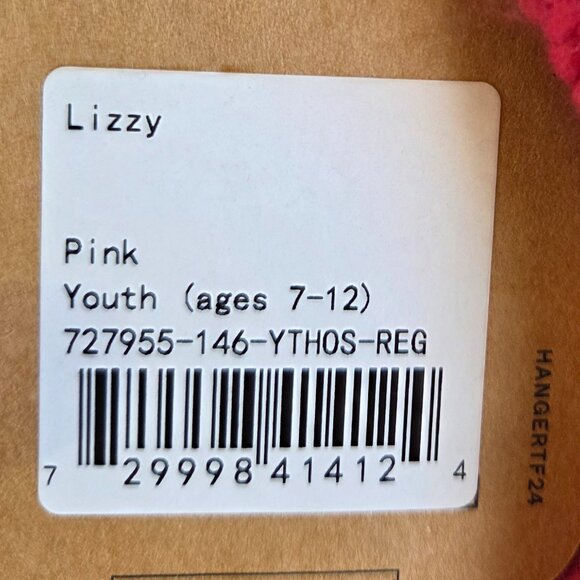 Lizzy
Pink
Youth (ages 7-12)
727955-146-YTHOS-REG
7 29998 41412 4
HANGERTF24